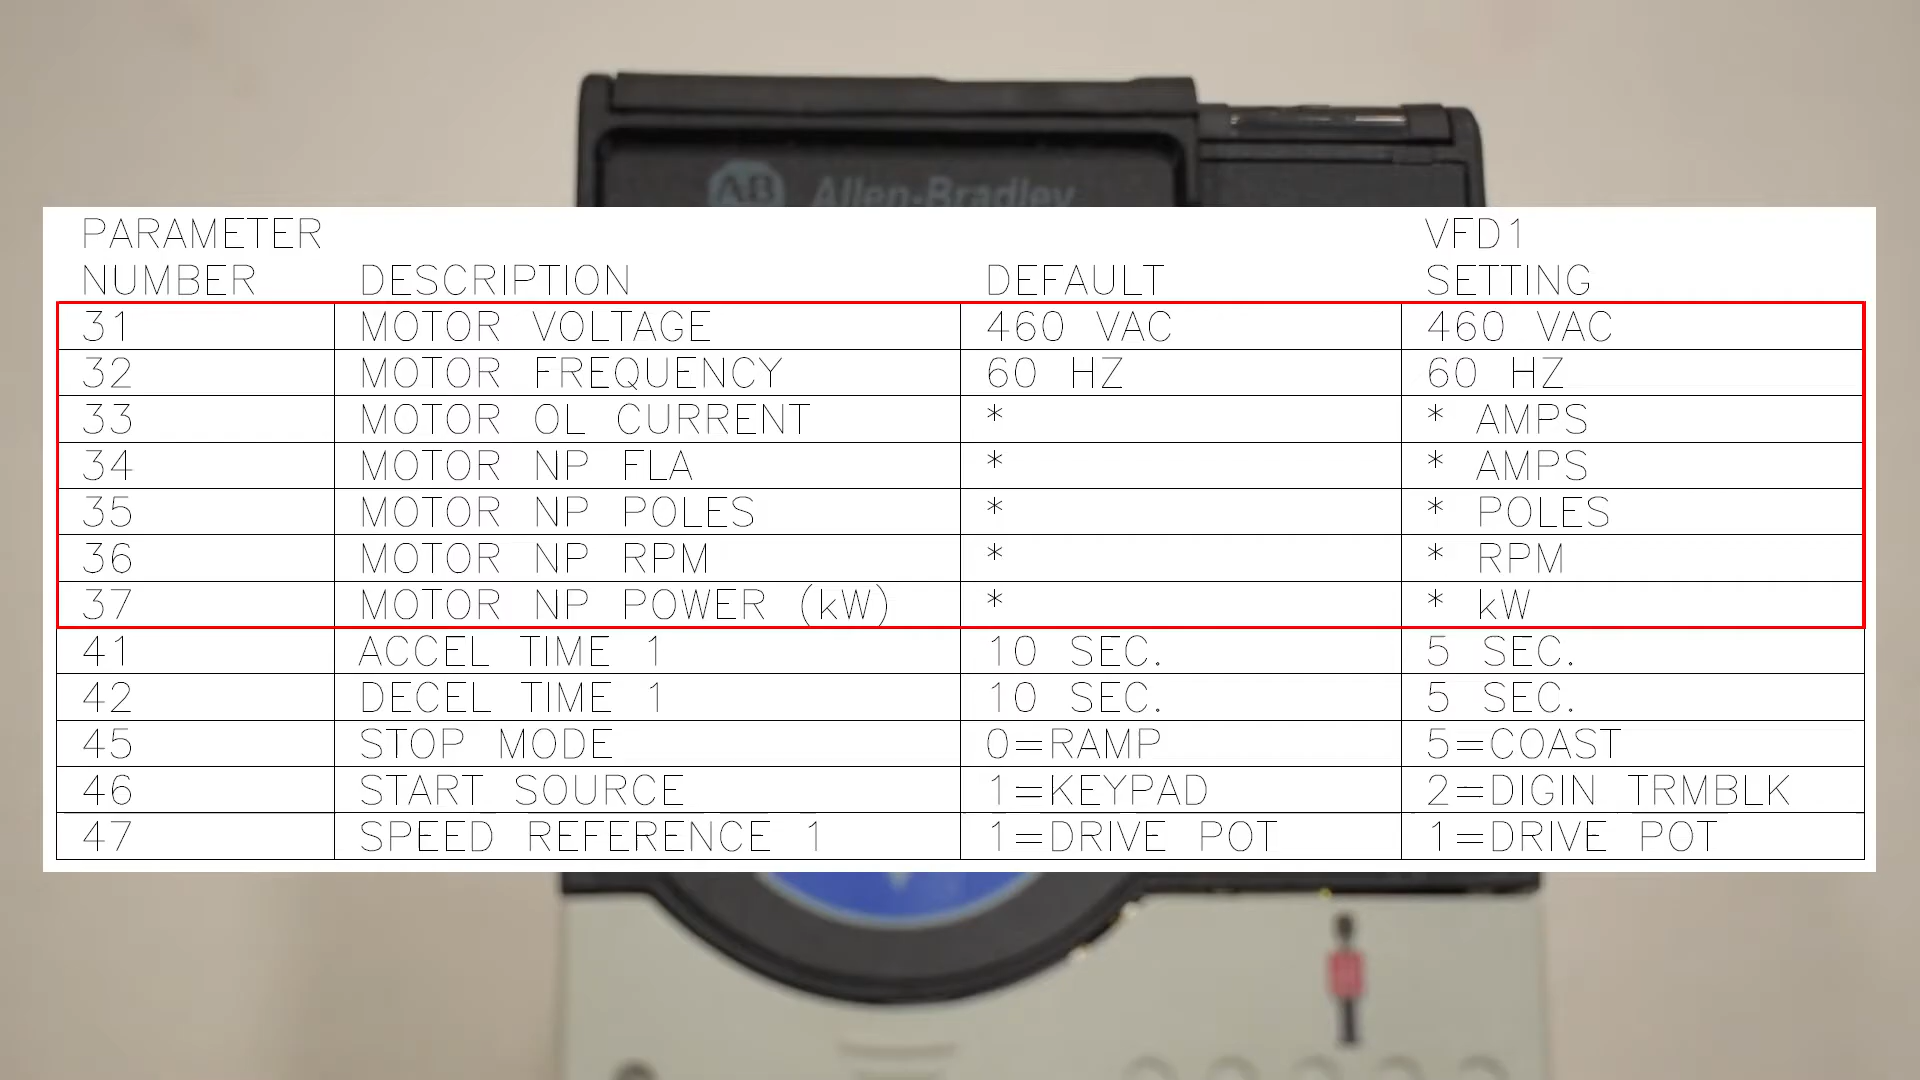 AB Allen-Bradley
PARAMETER VFD1
NUMBER DESCRIPTION DEFAULT SETTING
31 MOTOR VOLTAGE 460 VAC 460 VAC
32 MOTOR FREQUENCY 60 HZ 60 HZ
33 MOTOR OL CURRENT * * AMPS
34 MOTOR NP FLA * * AMPS
35 MOTOR NP POLES * * POLES
36 MOTOR NP RPM * * RPM
37 MOTOR NP POWER (kW) * * kW
41 ACCEL TIME 1 10 SEC. 5 SEC.
42 DECEL TIME 1 10 SEC. 5 SEC.
45 STOP MODE 0=RAMP 5=COAST
46 START SOURCE 1=KEYPAD 2=DIGIN TRMBLK
47 SPEED REFERENCE 1 1=DRIVE POT 1=DRIVE POT